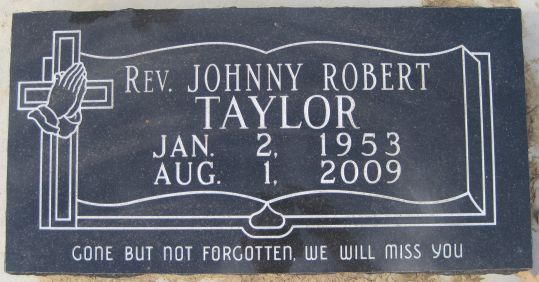 Rev. JOHNNY ROBERT
TAYLOR
JAN. 2, 1953
AUG. 1, 2009
GONE BUT NOT FORGOTTEN, WE WILL MISS YOU